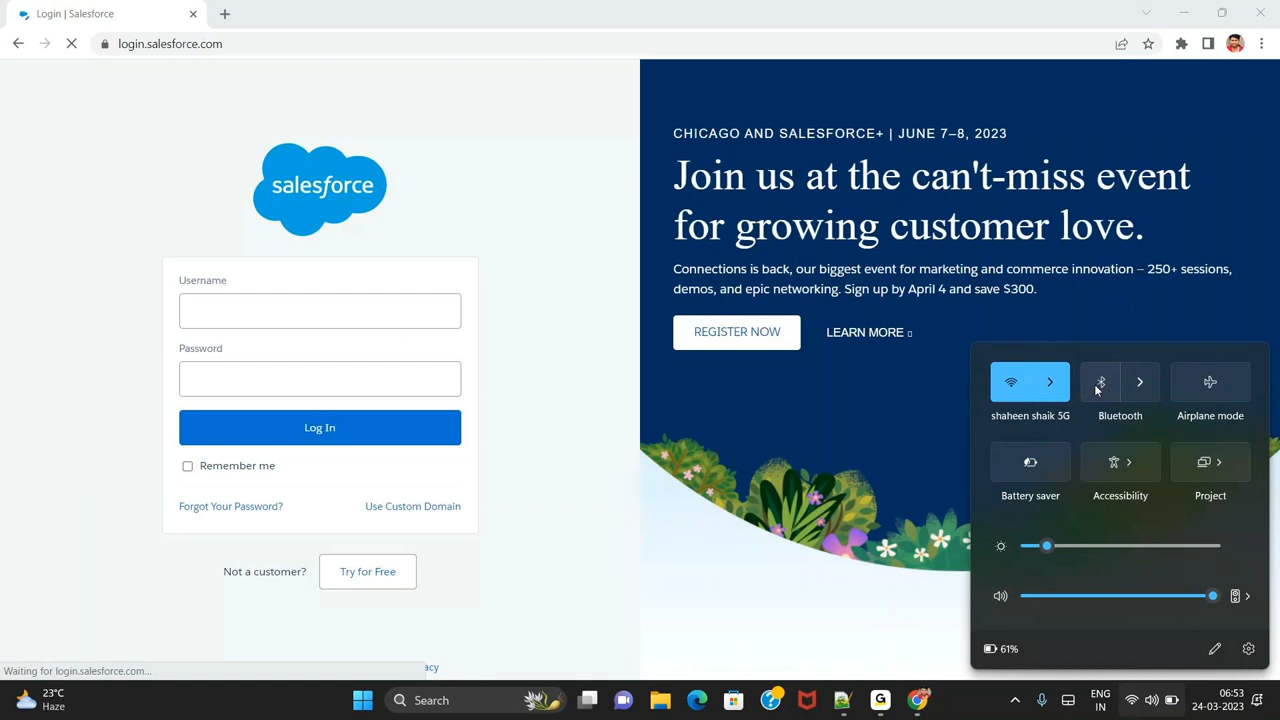 Login | Salesforce
login.salesforce.com
salesforce
Username
Password
Log In
Remember me
Forgot Your Password?
Use Custom Domain
Not a customer?
Try for Free
acy
Waiting for login.salesforce.com...
CHICAGO AND SALESFORCE+ | JUNE 7–8, 2023
Join us at the can't-miss event
for growing customer love.
Connections is back, our biggest event for marketing and commerce innovation – 250+ sessions,
demos, and epic networking. Sign up by April 4 and save $300.
REGISTER NOW
LEARN MORE
shaheen shaik 5G
Bluetooth
Airplane mode
Battery saver
Accessibility
Project
61%
23°C
Haze
Search
ENG
IN
06:53
24-03-2023